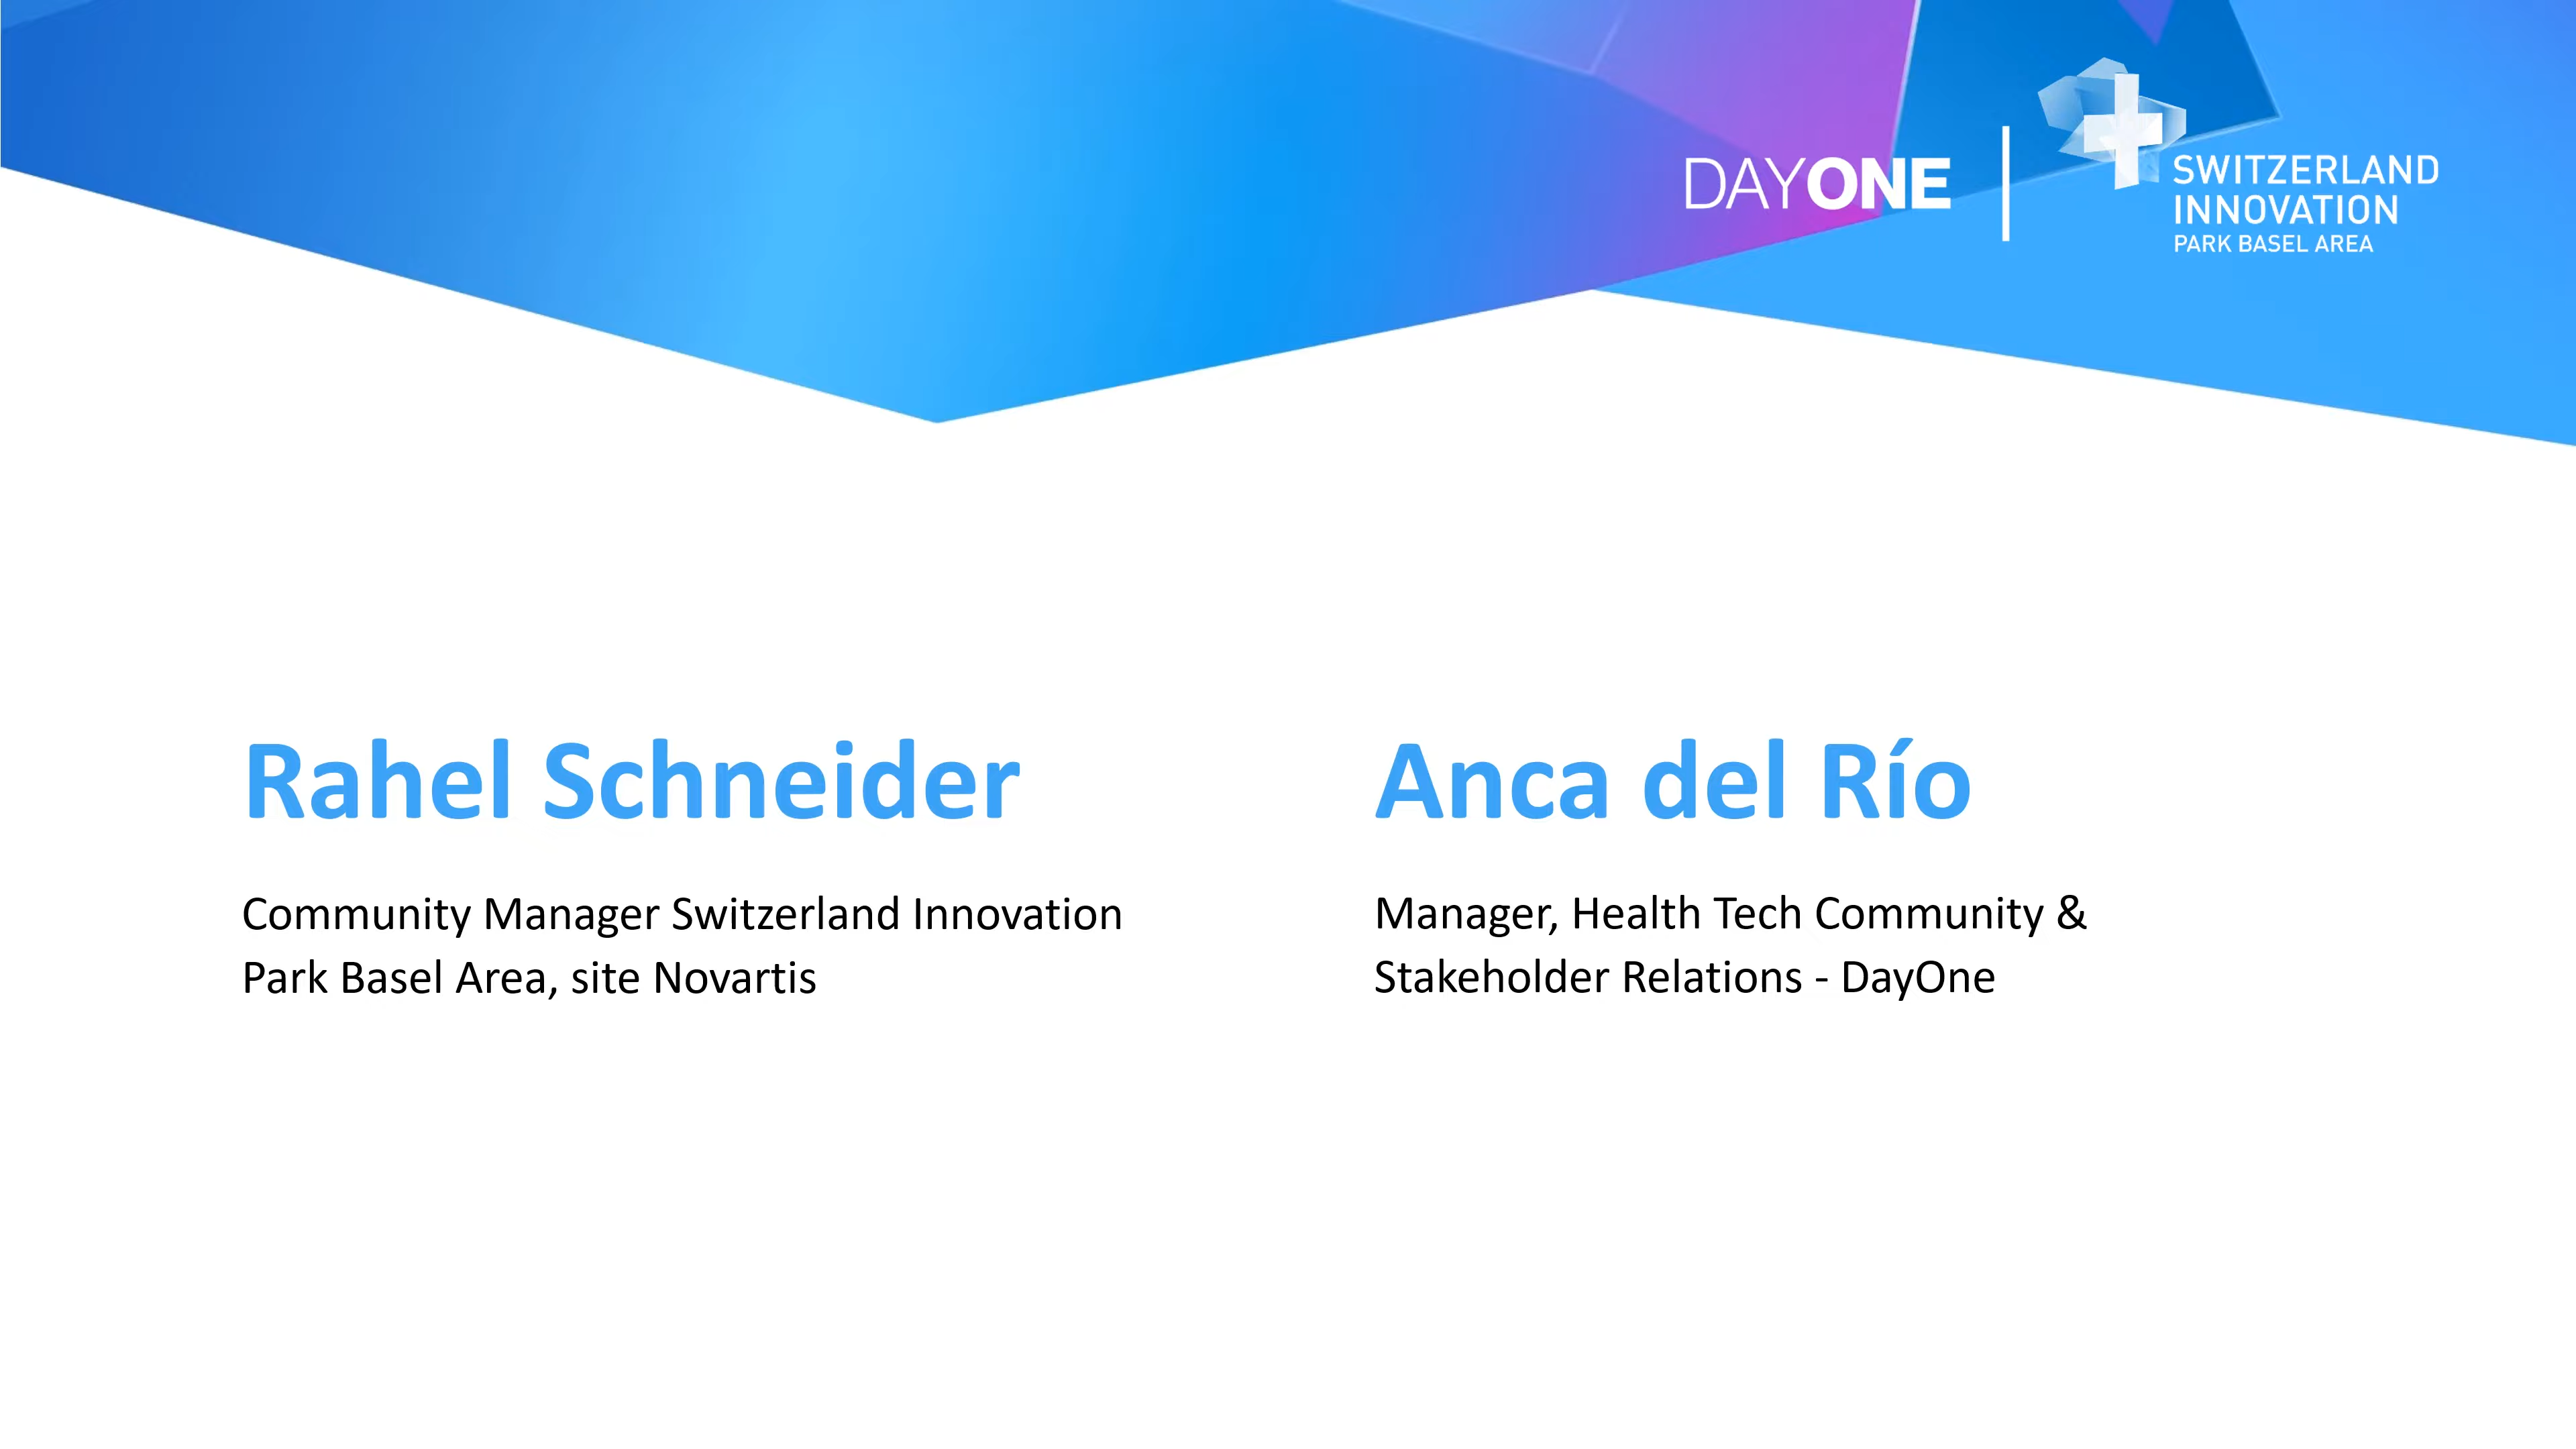 DAYONE
SWITZERLAND
INNOVATION
PARK BASEL AREA
Rahel Schneider
Community Manager Switzerland Innovation
Park Basel Area, site Novartis
Anca del Río
Manager, Health Tech Community &
Stakeholder Relations - DayOne